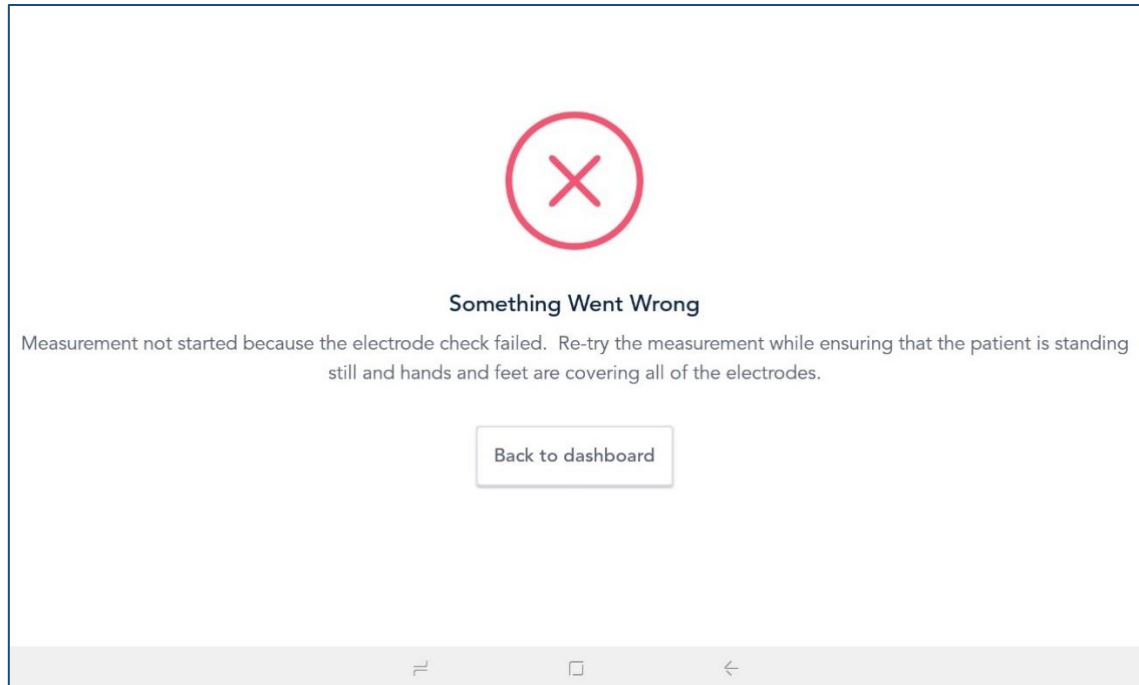 Something Went Wrong
Measurement not started because the electrode check failed.  Re-try the measurement while ensuring that the patient is standing
still and hands and feet are covering all of the electrodes.
Back to dashboard